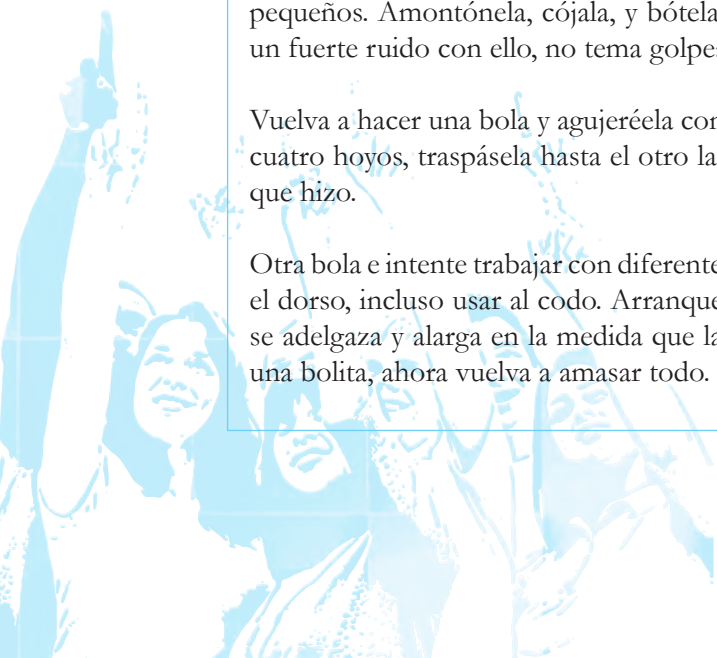 pequeños. Amontónela, cójala, y bótela
un fuerte ruido con ello, no tema golpe
Vuelva a hacer una bola y agujeréela con
cuatro hoyos, traspásela hasta el otro la
que hizo.
Otra bola e intente trabajar con diferente
el dorso, incluso usar al codo. Arranque
se adelgaza y alarga en la medida que la
una bolita, ahora vuelva a amasar todo.